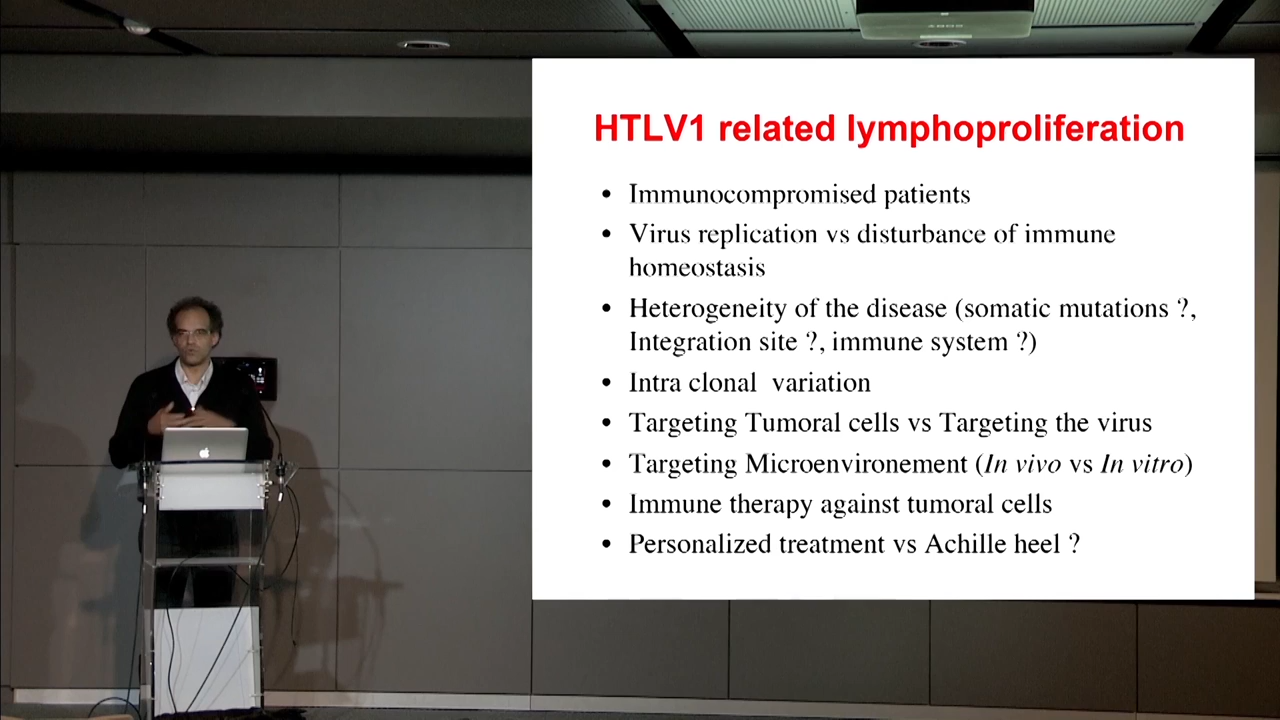 HTLV1 related lymphoproliferation
• Immunocompromised patients
• Virus replication vs disturbance of immune
homeostasis
• Heterogeneity of the disease (somatic mutations ?,
Integration site ?, immune system ?)
• Intra clonal variation
• Targeting Tumoral cells vs Targeting the virus
• Targeting Microenvironement (In vivo vs In vitro)
• Immune therapy against tumoral cells
• Personalized treatment vs Achille heel ?